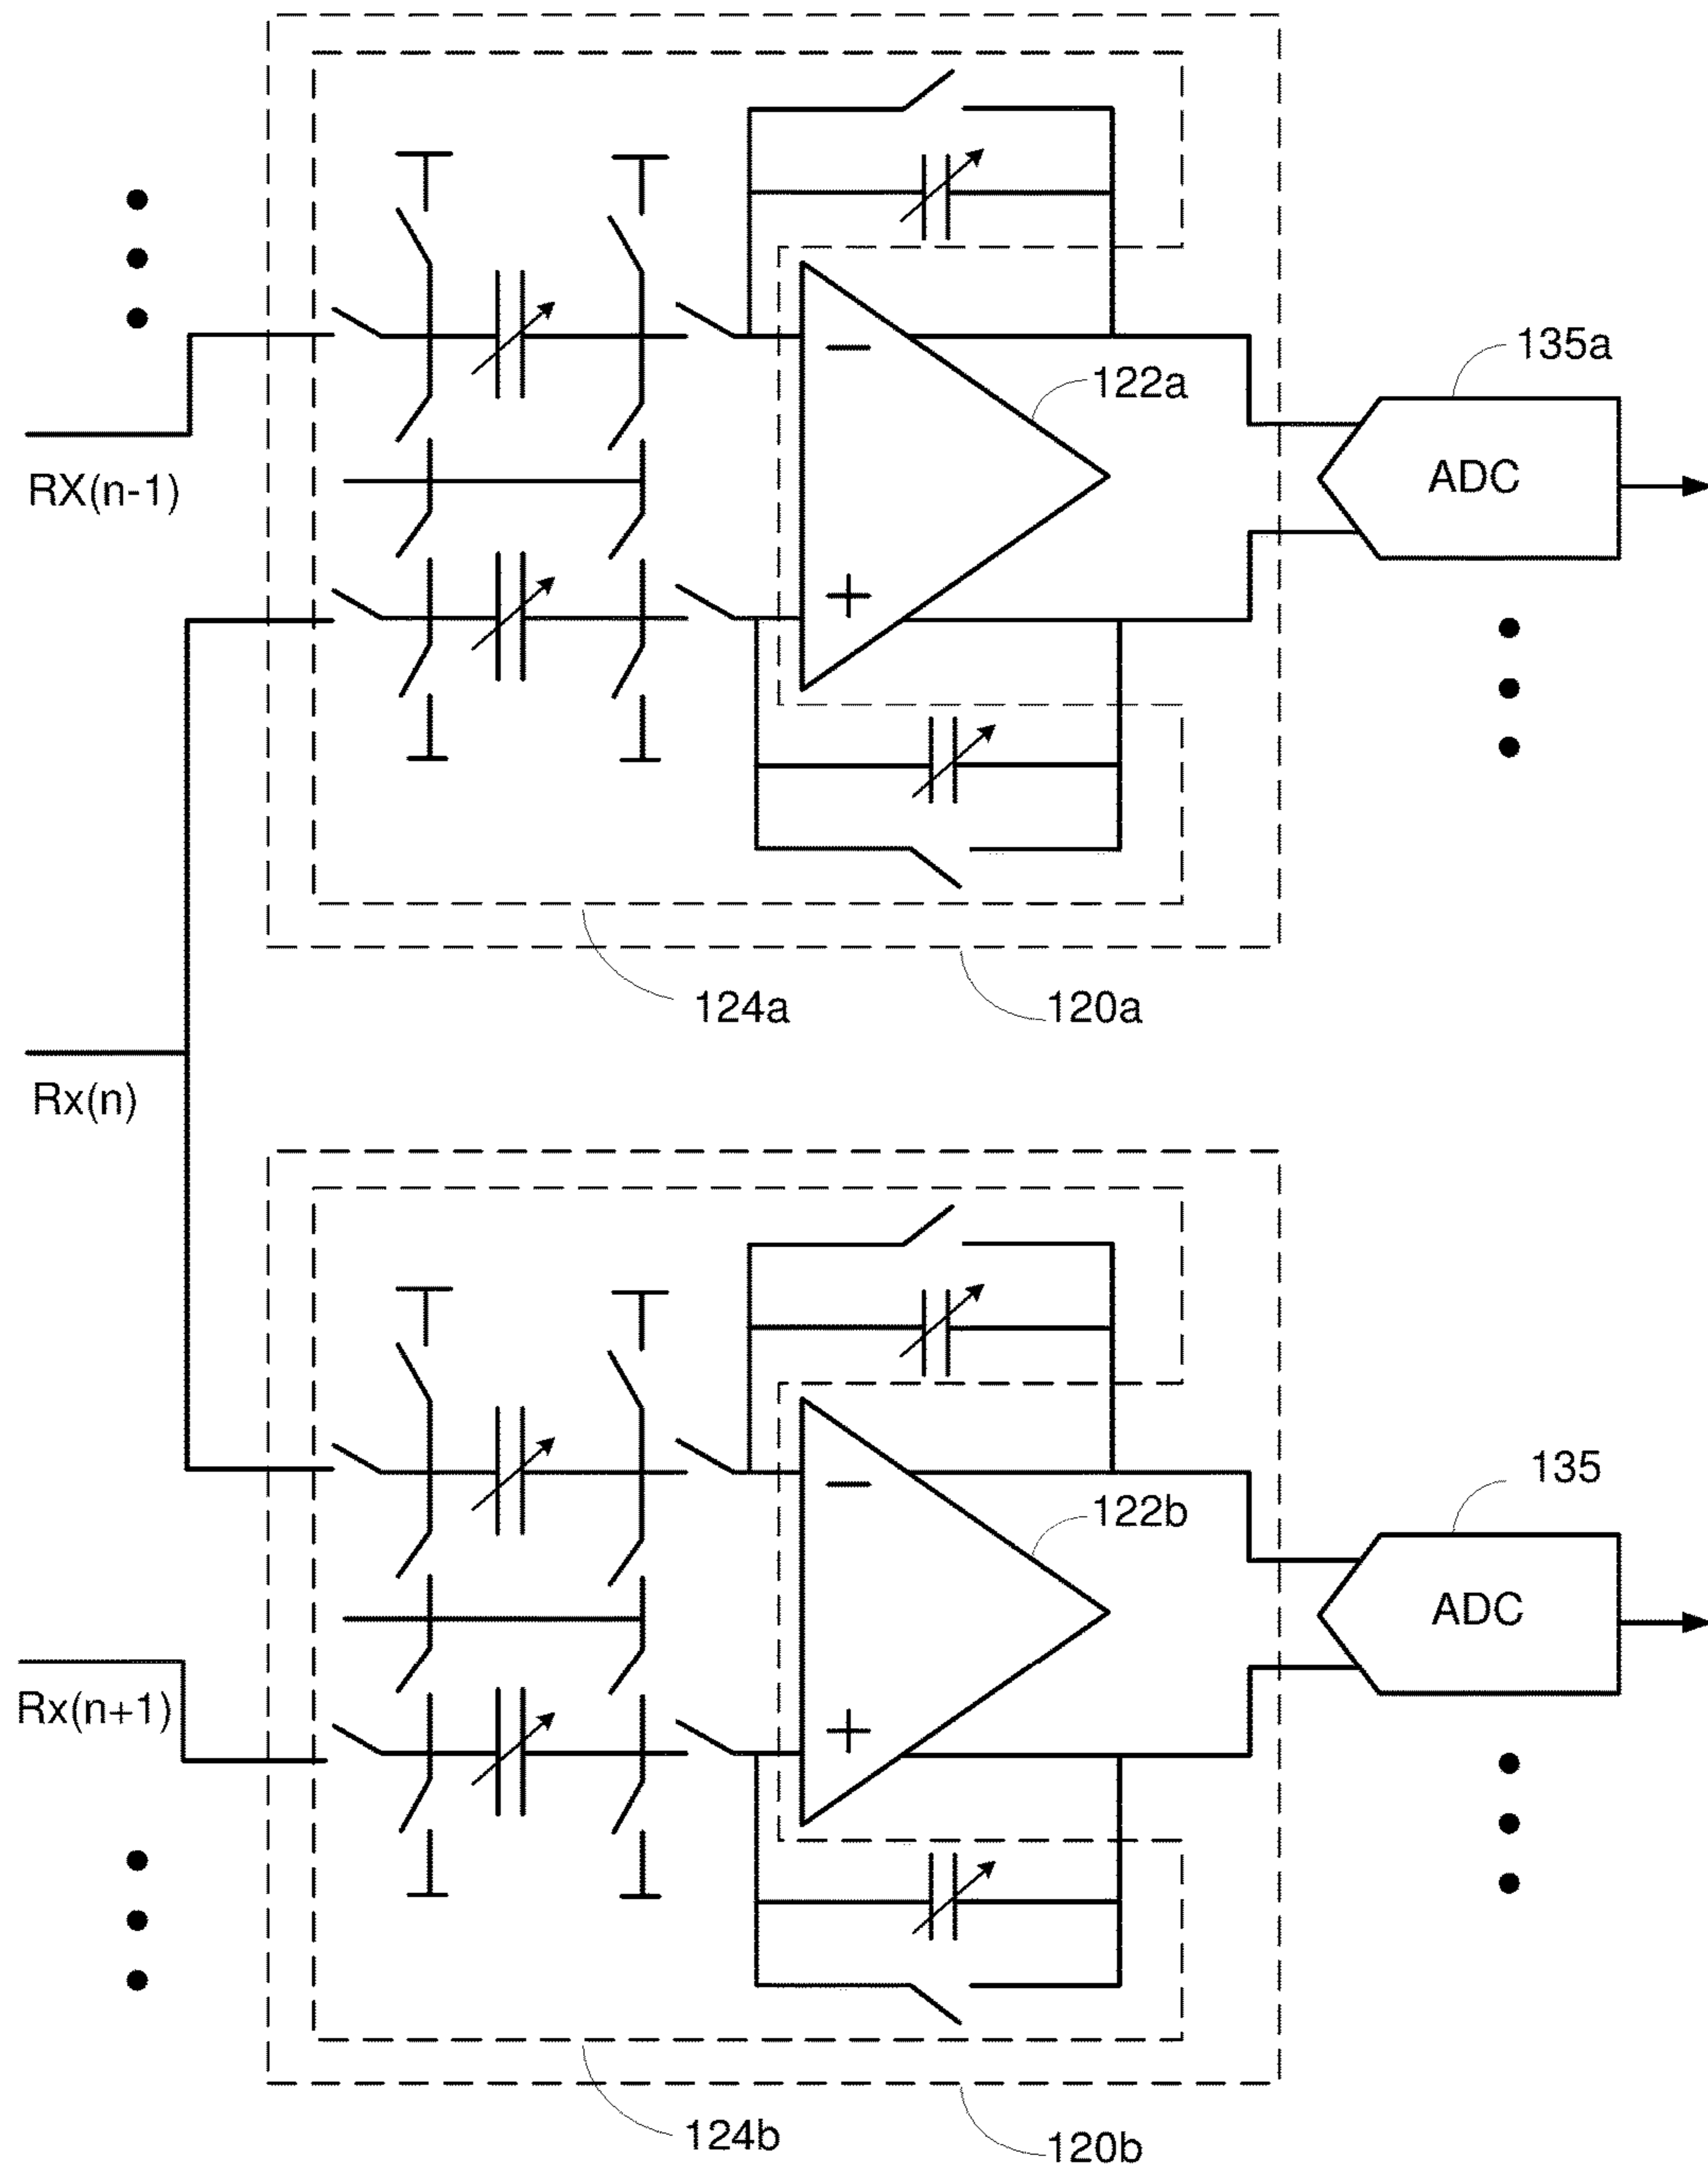 135a
122a
ADC
RX(n-1)
−
+
124a
120a
Rx(n)
135
122b
ADC
−
+
Rx(n+1)
124b
120b